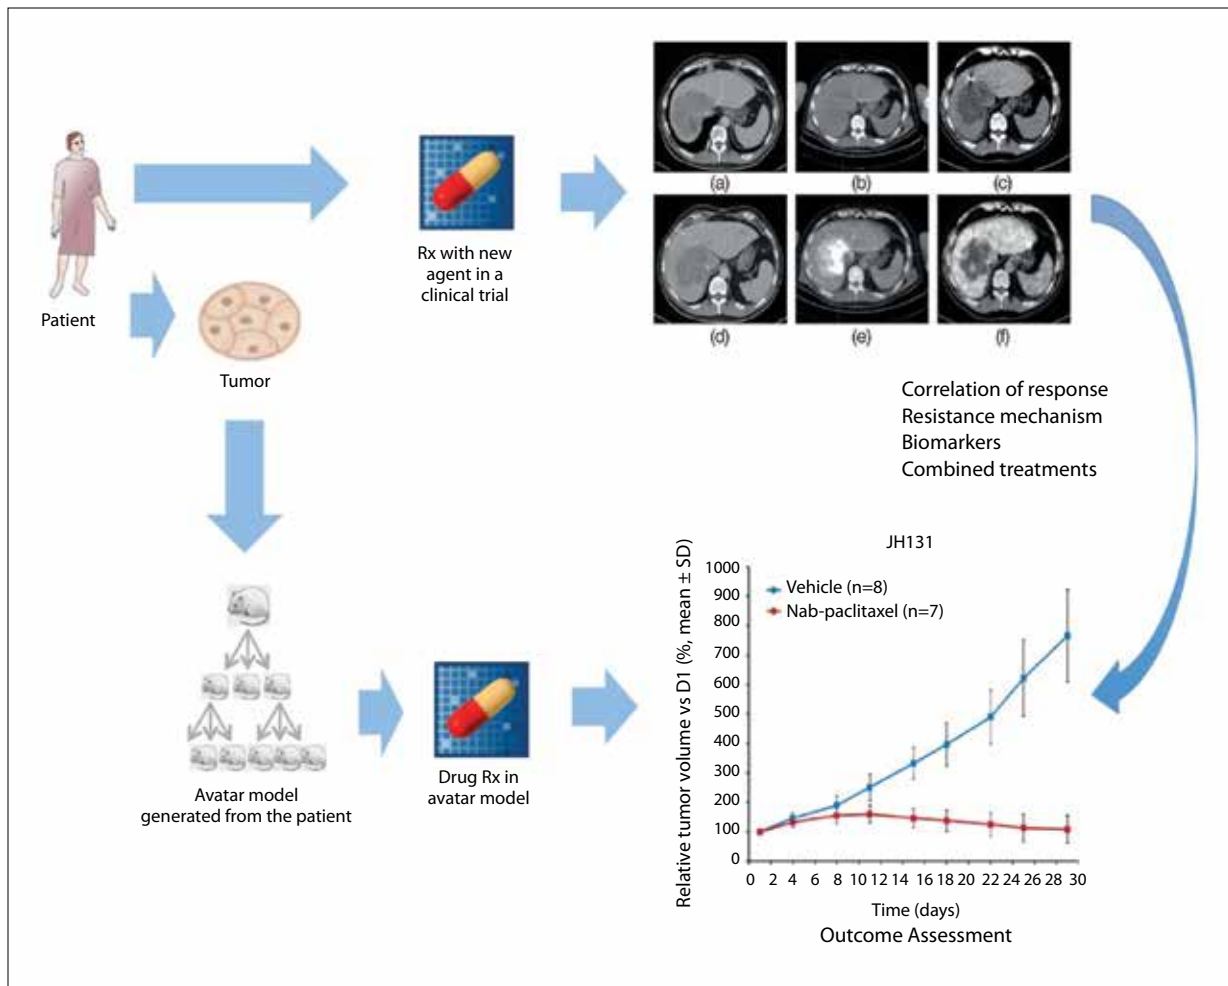 Patient
Tumor
Rx with new
agent in a
clinical trial
(a)
(b)
(c)
(d)
(e)
(f)
Correlation of response
Resistance mechanism
Biomarkers
Combined treatments
Avatar model
generated from the patient
Drug Rx in
avatar model
JH131
Relative tumor volume vs D1 (%, mean ± SD)
1000
900
800
700
600
500
400
300
200
100
0
Vehicle (n=8)
Nab-paclitaxel (n=7)
0 2 4 6 8 10 12 14 16 18 20 22 24 26 28 30
Time (days)
Outcome Assessment